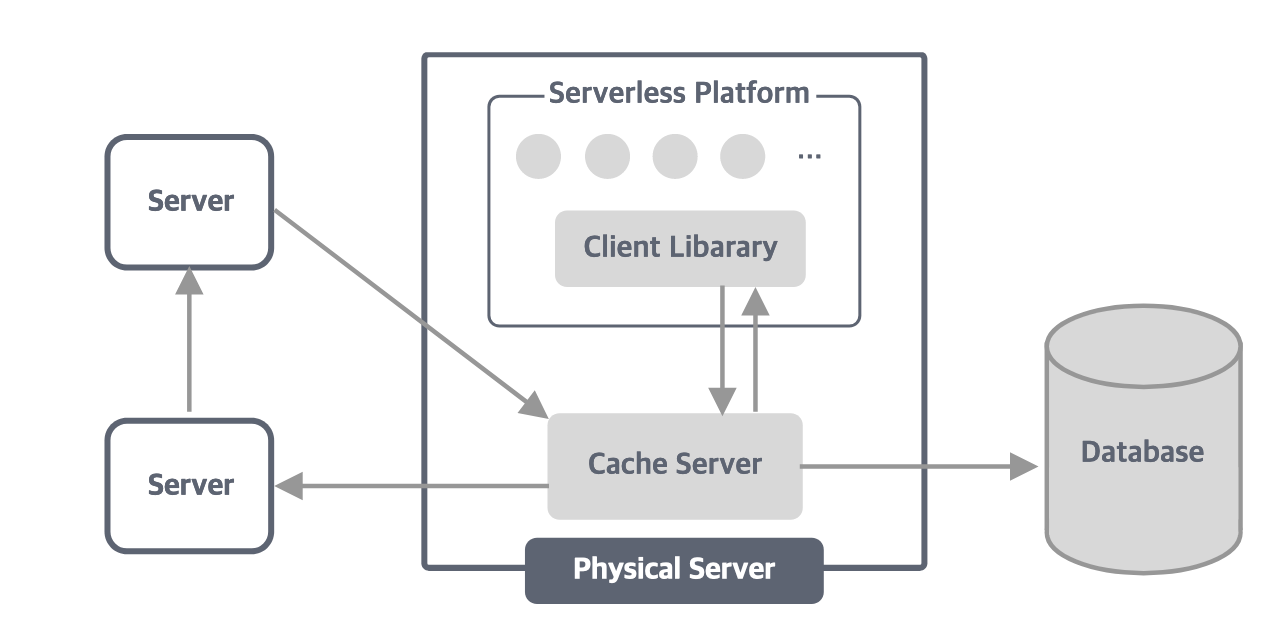 Serverless Platform
...
Server
Client Libarary
Cache Server
Database
Server
Physical Server